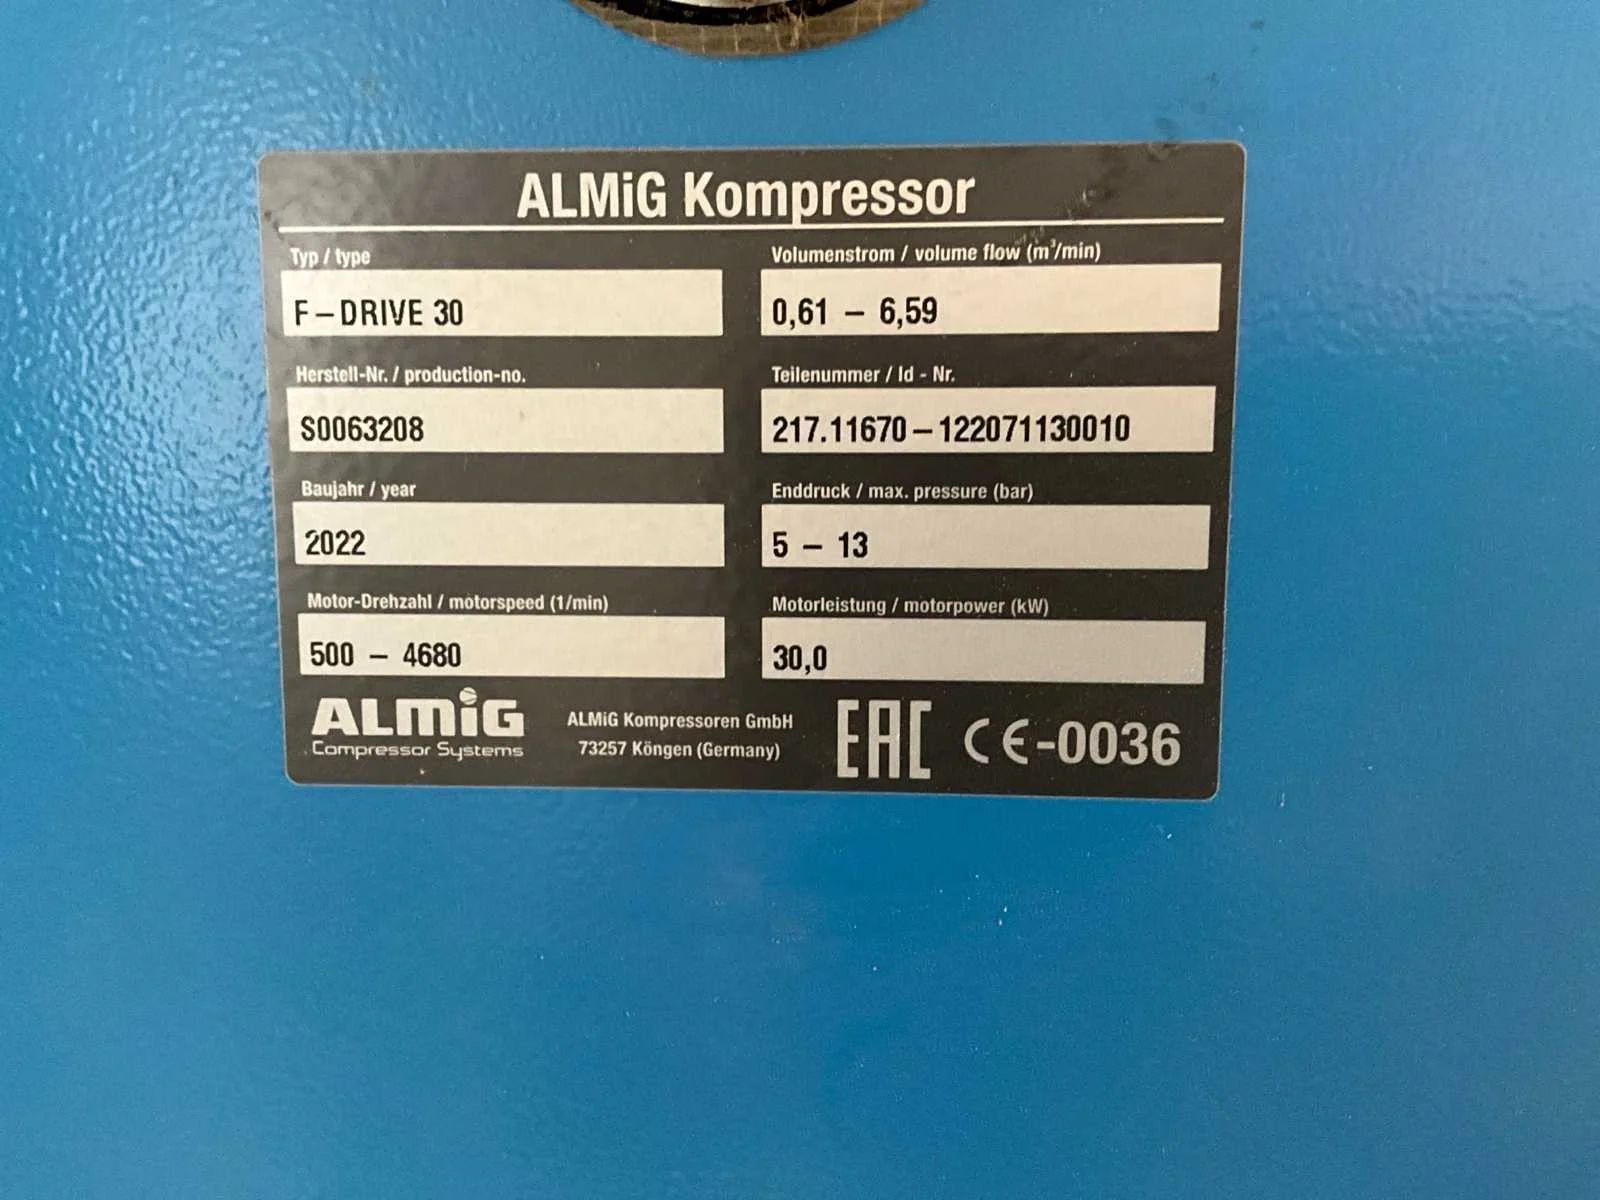 ALMiG Kompressor
Typ / type
F – DRIVE 30
Volumenstrom / volume flow (m³/min)
0,61 – 6,59
Herstell-Nr. / production-no.
S0063208
Teilenummer / Id - Nr.
217.11670 – 122071130010
Baujahr / year
2022
Enddruck / max. pressure (bar)
5 – 13
Motor-Drehzahl / motorspeed (1/min)
500 – 4680
Motorleistung / motorpower (kW)
30,0
ALMiG
Compressor Systems
ALMiG Kompressoren GmbH
73257 Köngen (Germany)
EAC CE-0036